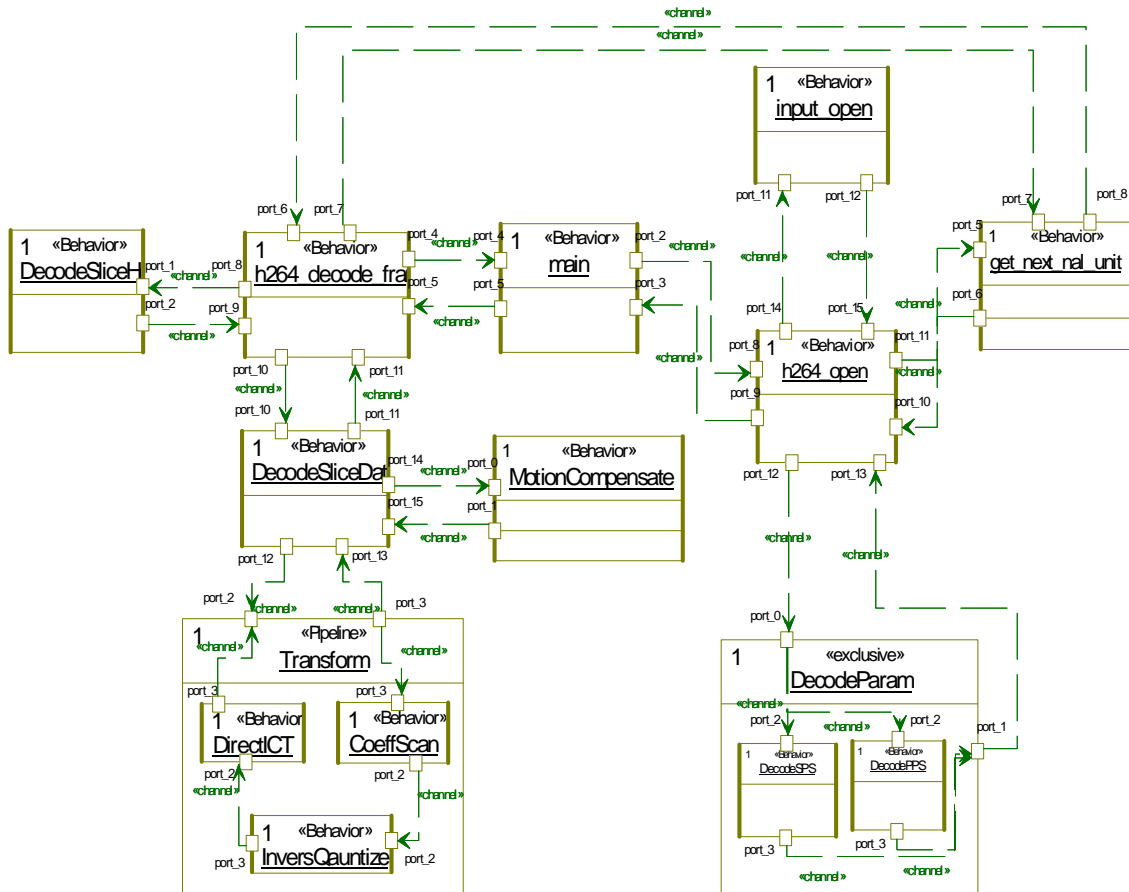 «channel»
«channel»
1 «Behavior»
input_open
port_11
port_12
port_6
port_7
port_7
port_8
1 «Behavior»
DecodeSliceH
port_1
port_2
«channel»
«channel»
port_8
port_9
1 «Behavior»
h264_decode_fra
port_4
port_5
«channel»
«channel»
port_4
port_5
1 «Behavior»
main
port_2
port_3
«channel»
«channel»
port_5
port_6
1 «Behavior»
get_next_nal_unit
«channel»
«channel»
port_14
port_15
port_8
port_9
1 «Behavior»
h264_open
port_11
«channel»
port_10
«channel»
port_12
port_13
port_10
port_11
«channel»
«channel»
port_10
port_11
1 «Behavior»
DecodeSliceDat
port_14
port_15
«channel»
«channel»
port_0
port_1
1 «Behavior»
MotionCompensate
port_12
port_13
port_2
«channel»
«channel»
port_3
1 «Pipeline»
Transform
«channel»
«channel»
port_3
port_3
1 «Behavior
DirectICT
1 «Behavior»
CoeffScan
port_2
port_2
«channel»
«channel»
1 «Behavior»
InversQauntize
port_3
port_2
«channel»
«channel»
port_0
1 «exclusive»
DecodeParam
«channel»
«channel»
port_2
port_2
port_1
1 «Behavior»
DecodeSPS
1 «Behavior»
DecodePPS
port_3
port_3
«channel»
«channel»